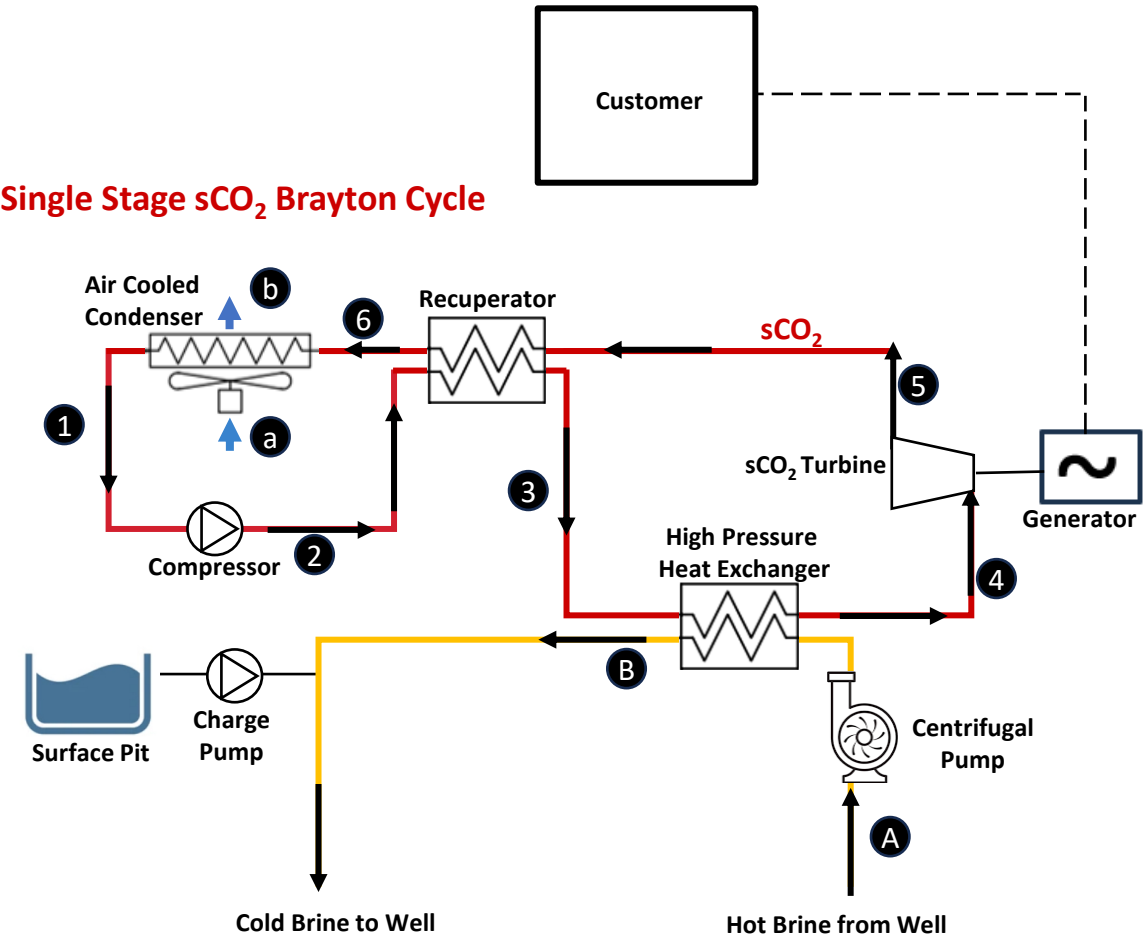 Customer
Single Stage sCO₂ Brayton Cycle
Air Cooled
Condenser
b
6
Recuperator
sCO₂
1
a
5
sCO₂ Turbine
3
Generator
Compressor
2
High Pressure
Heat Exchanger
4
B
Surface Pit
Charge
Pump
Centrifugal
Pump
A
Cold Brine to Well
Hot Brine from Well